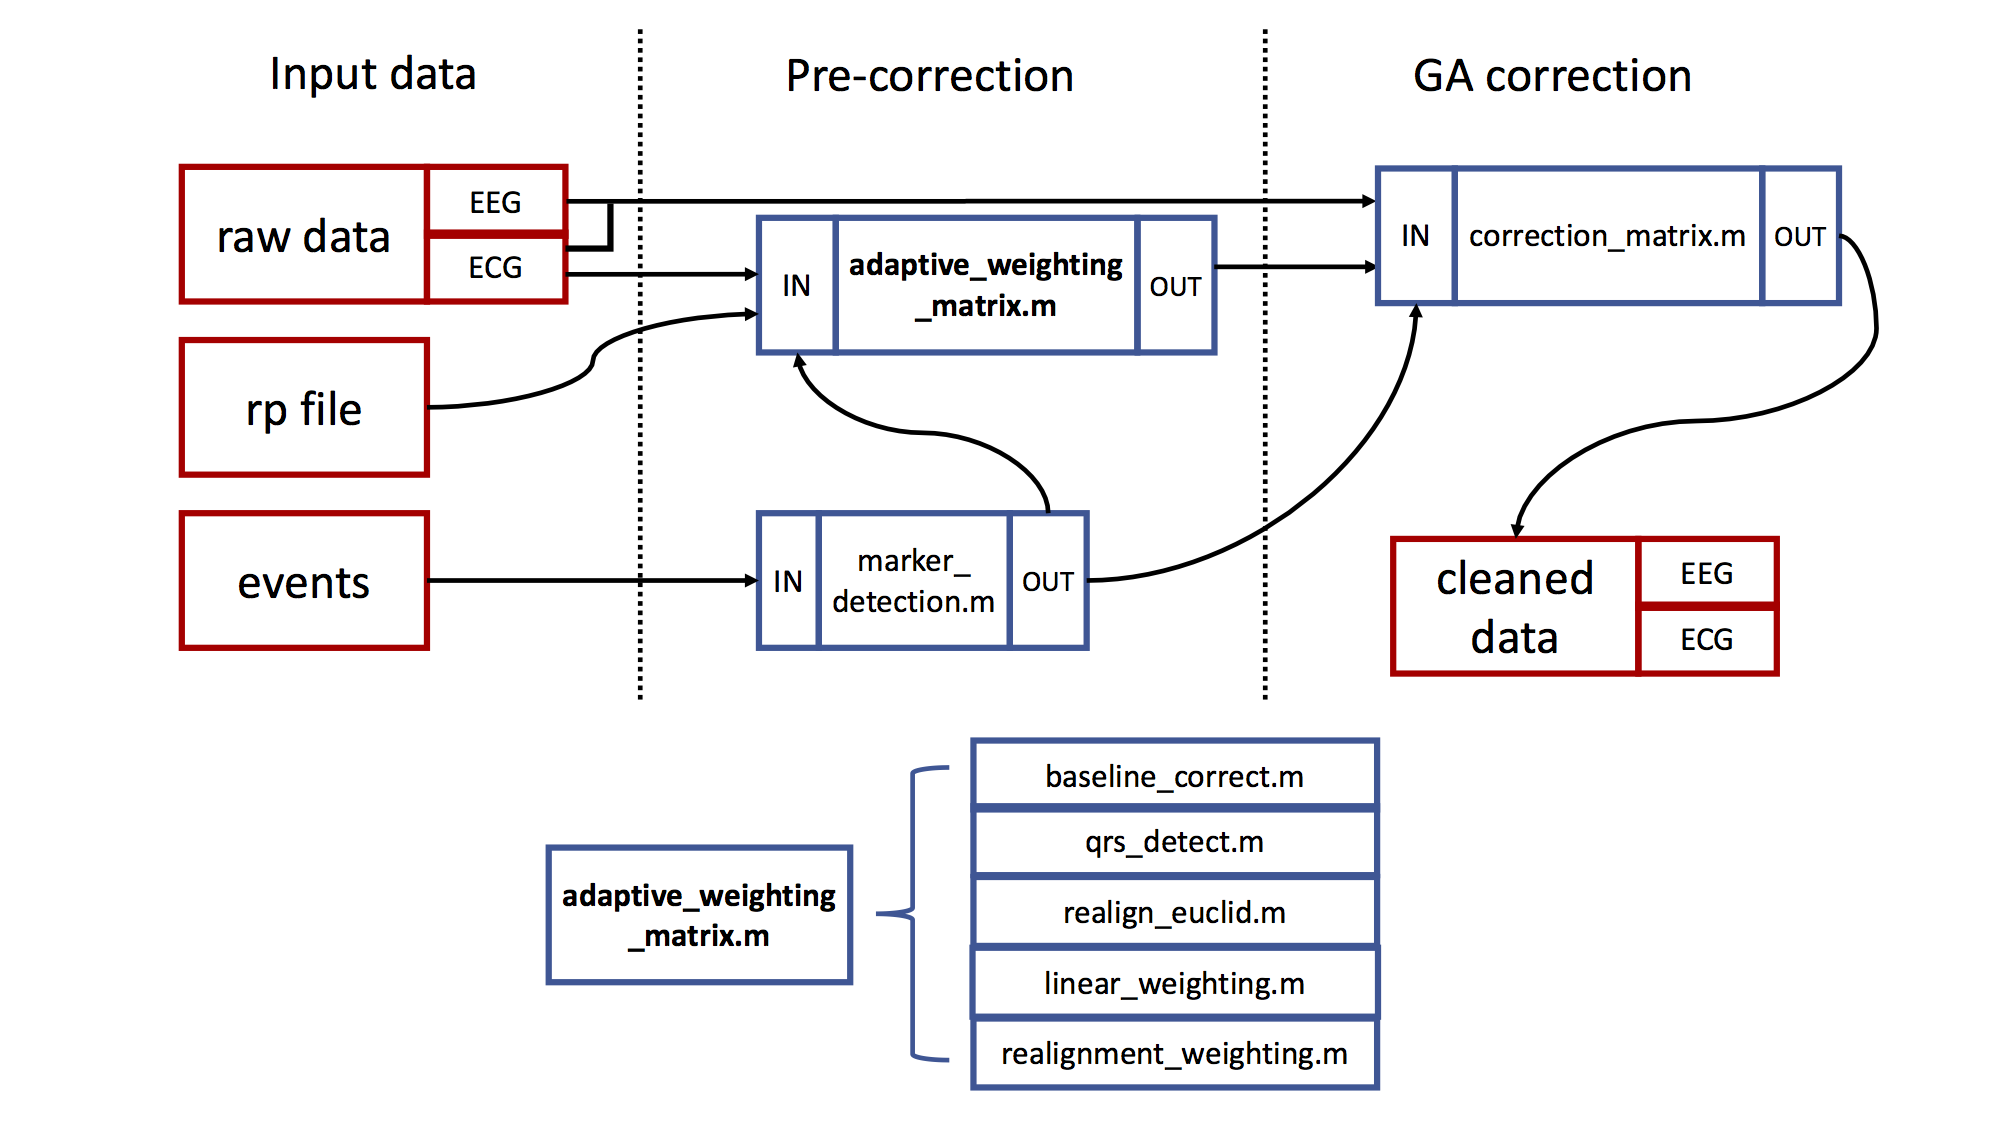 Input data
Pre-correction
GA correction
raw data
EEG
ECG
IN
adaptive_weighting
_matrix.m
OUT
IN
correction_matrix.m
OUT
rp file
events
IN
marker_
detection.m
OUT
cleaned
data
EEG
ECG
adaptive_weighting
_matrix.m
baseline_correct.m
qrs_detect.m
realign_euclid.m
linear_weighting.m
realignment_weighting.m